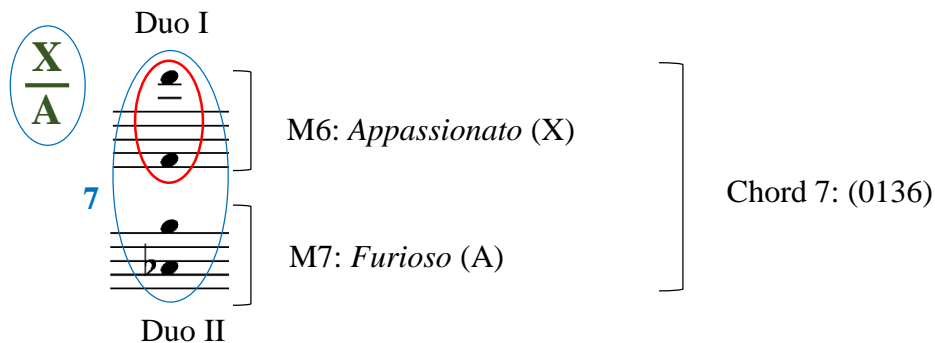 Duo I
X
A
M6: Appassionato (X)
7
Chord 7: (0136)
M7: Furioso (A)
Duo II